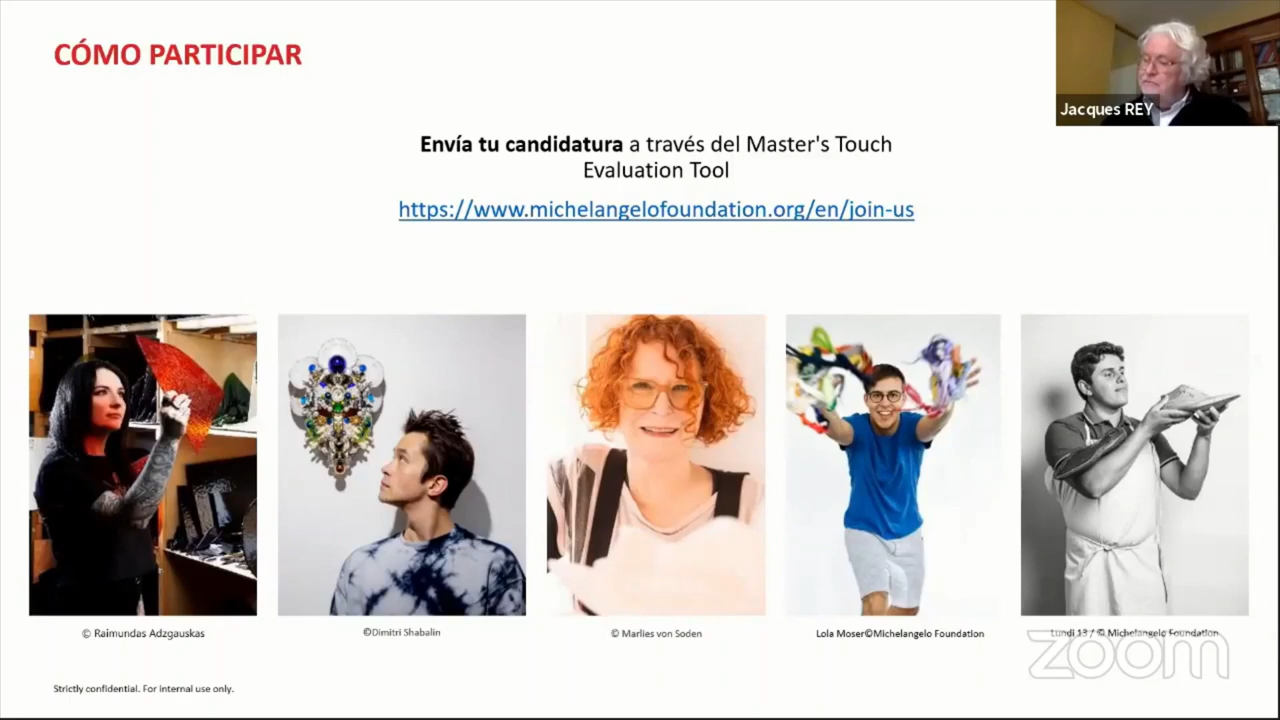 CÓMO PARTICIPAR
Jacques REY
Envía tu candidatura a través del Master's Touch
Evaluation Tool
https://www.michelangelofoundation.org/en/join-us
© Raimundas Adzgauskas
©Dimitri Shabalin
© Marlies von Soden
Lola Moser©Michelangelo Foundation
Lundi 13 / © Michelangelo Foundation
zoom
Strictly confidential. For internal use only.